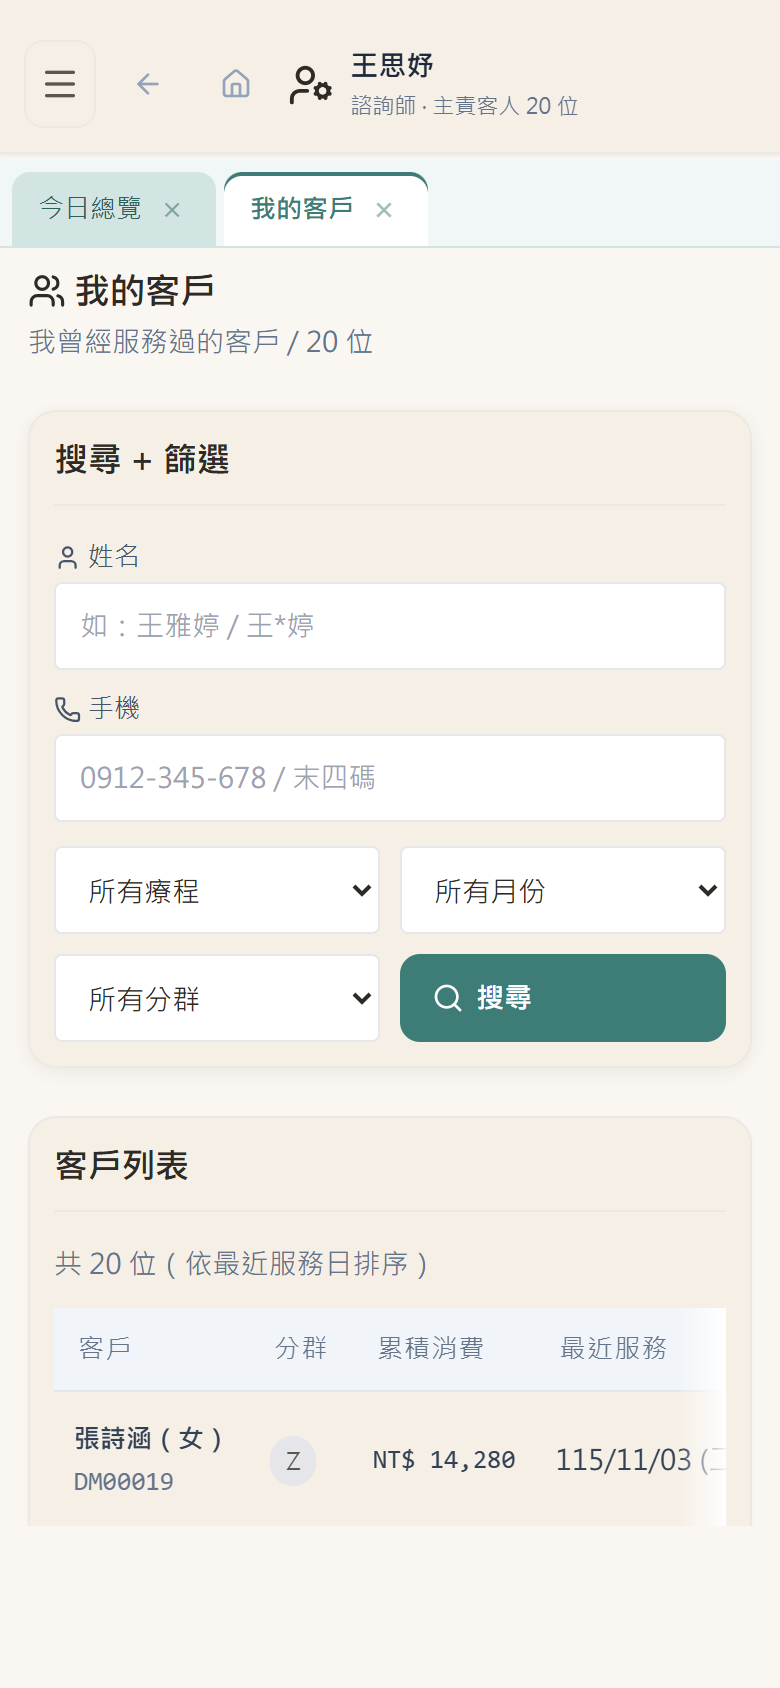 王思妤
諮詢師 · 主責客人 20 位
今日總覽 ×
我的客戶 ×
我的客戶
我曾經服務過的客戶 / 20 位
搜尋 + 篩選
姓名
如：王雅婷 / 王*婷
手機
0912-345-678 / 末四碼
所有療程
所有月份
所有分群
搜尋
客戶列表
共 20 位（依最近服務日排序）
客戶 分群 累積消費 最近服務
張詩涵（女） Z NT$ 14,280 115/11/03
DM00019